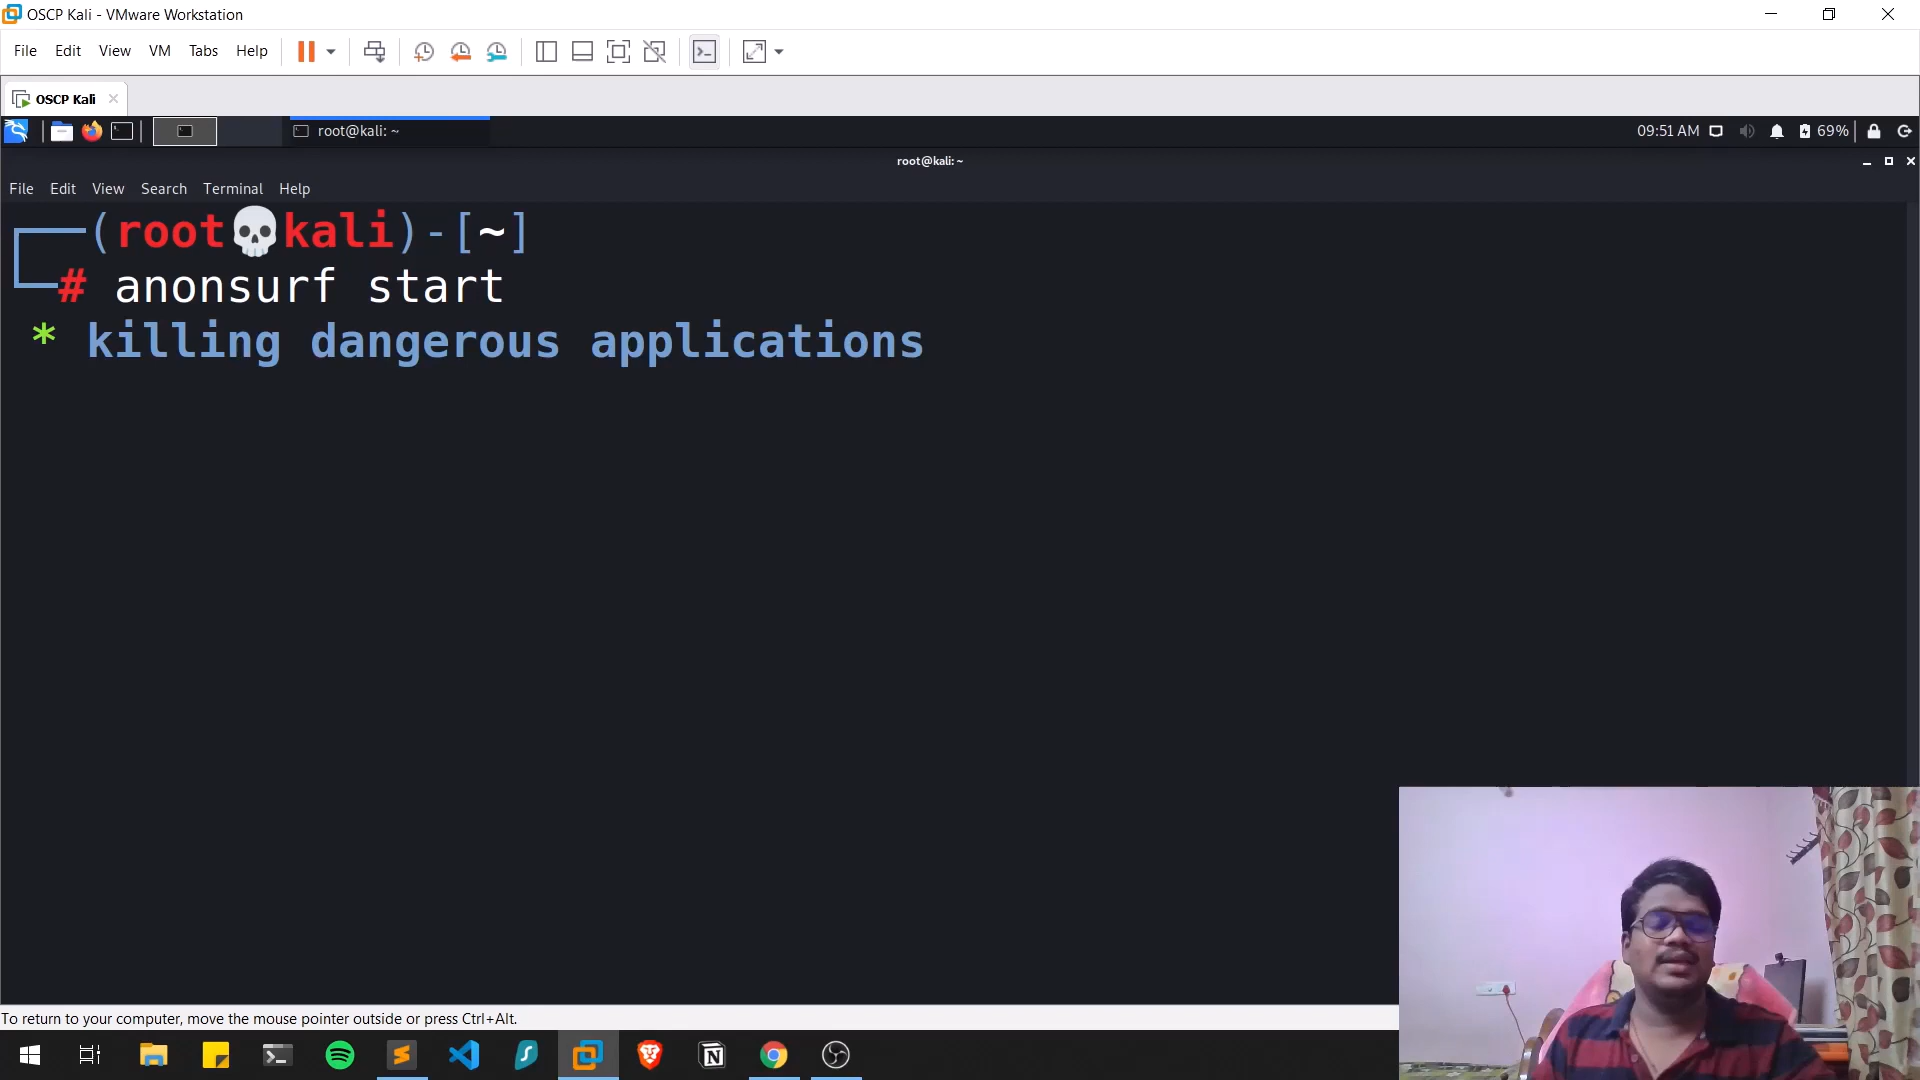 OSCP Kali - VMware Workstation
File Edit View VM Tabs Help
OSCP Kali
root@kali: ~
09:51 AM
69%
root@kali: ~
File Edit View Search Terminal Help
(root💀kali)-[~]
# anonsurf start
* killing dangerous applications
To return to your computer, move the mouse pointer outside or press Ctrl+Alt.